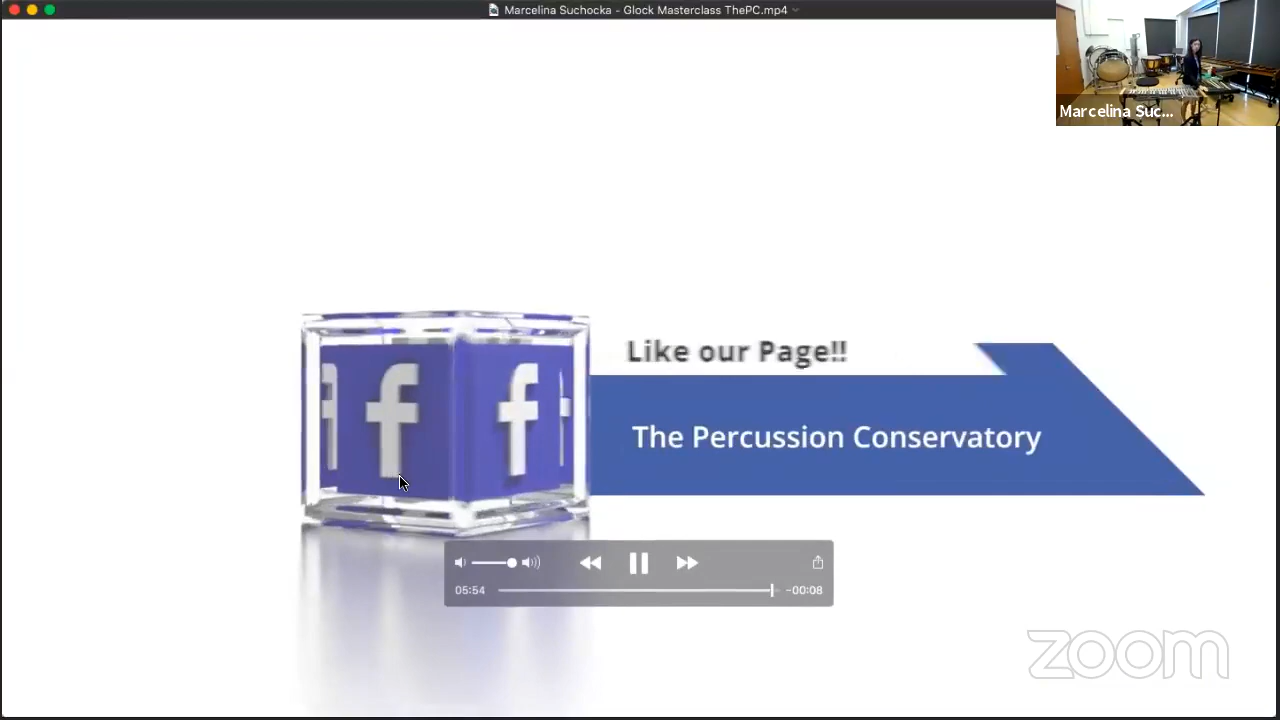 Marcelina Suchocka - Glock Masterclass ThePC.mp4
Marcelina Suc...
Like our Page!!
f f
The Percussion Conservatory
05:54
-00:08
zoom